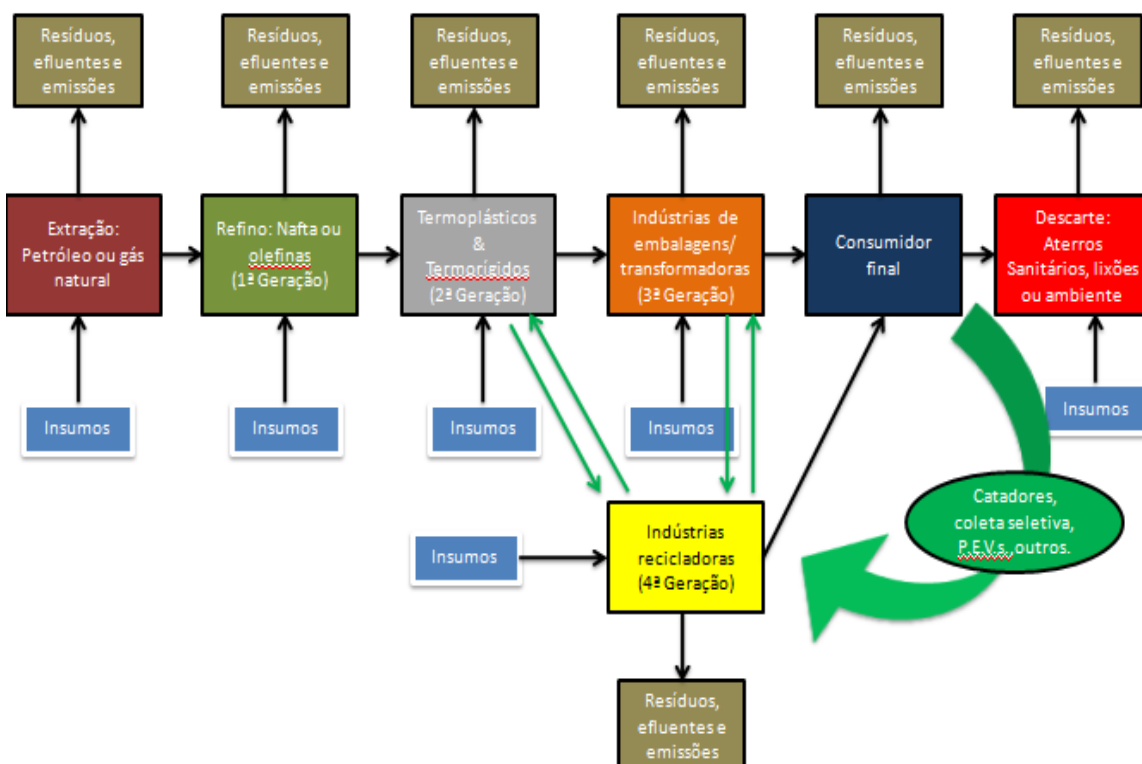 Resíduos,
efluentes e
emissões
Resíduos,
efluentes e
emissões
Resíduos,
efluentes e
emissões
Resíduos,
efluentes e
emissões
Resíduos,
efluentes e
emissões
Resíduos,
efluentes e
emissões
Extração:
Petróleo ou gás
natural
Refino: Nafta ou
olefinas
(1ª Geração)
Termoplásticos
&
Termorígidos
(2ª Geração)
Indústrias de
embalagens/
transformadoras
(3ª Geração)
Consumidor
final
Descarte:
Aterros
Sanitários, lixões
ou ambiente
Insumos
Insumos
Insumos
Insumos
Insumos
Insumos
Indústrias
recicladoras
(4ª Geração)
Catadores,
coleta seletiva,
P.E.V.s, outros.
Resíduos,
efluentes e
emissões